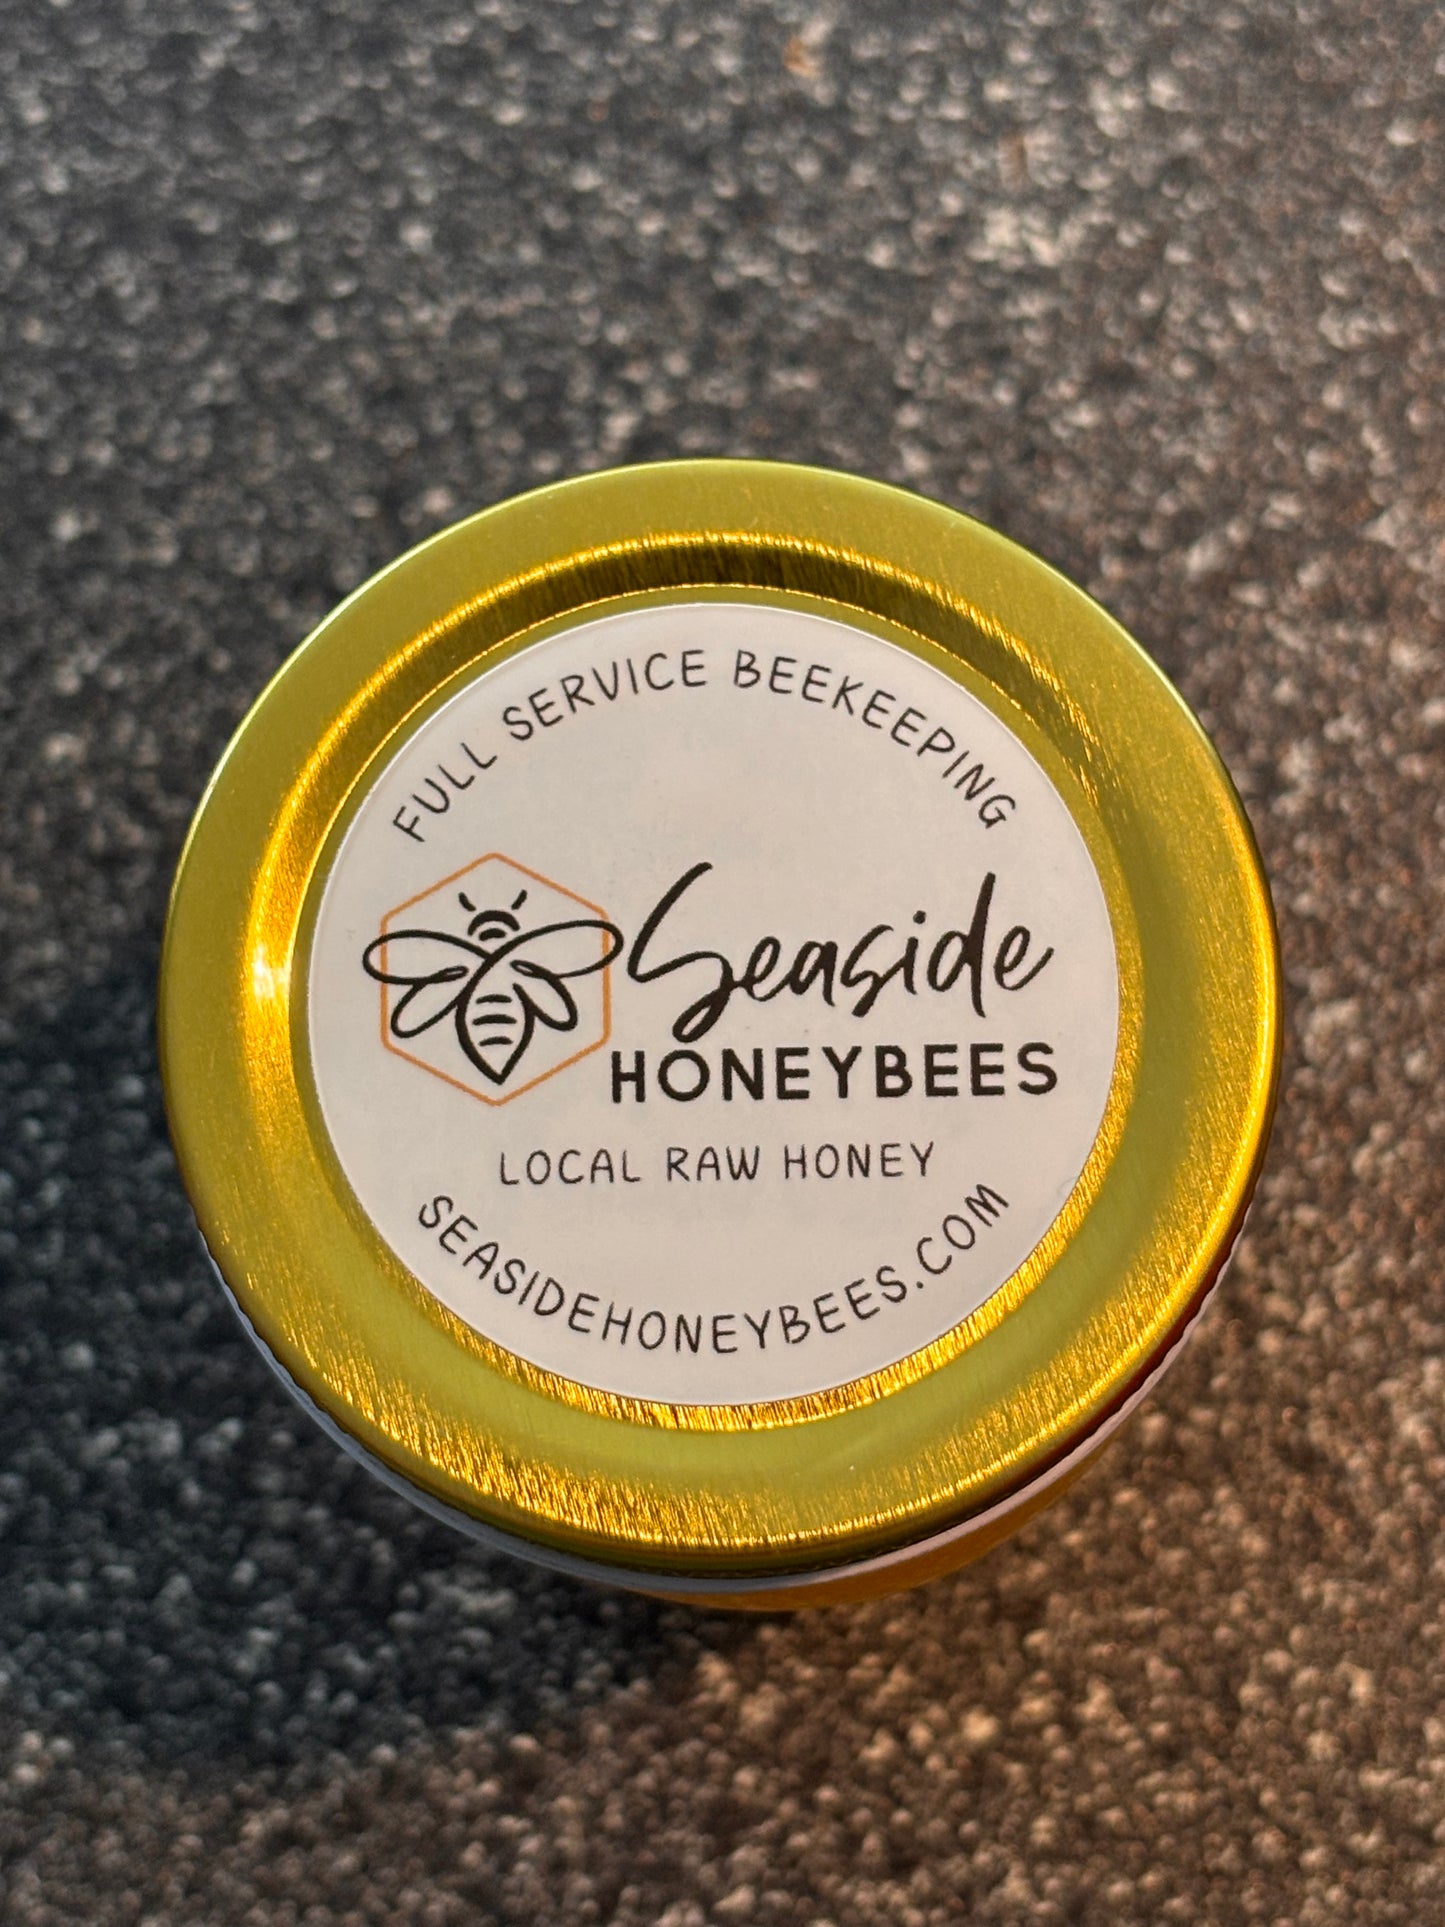 FULL SERVICE BEEKEEPING
Seaside
HONEYBEES
LOCAL RAW HONEY
SEASIDEHONEYBEES.COM